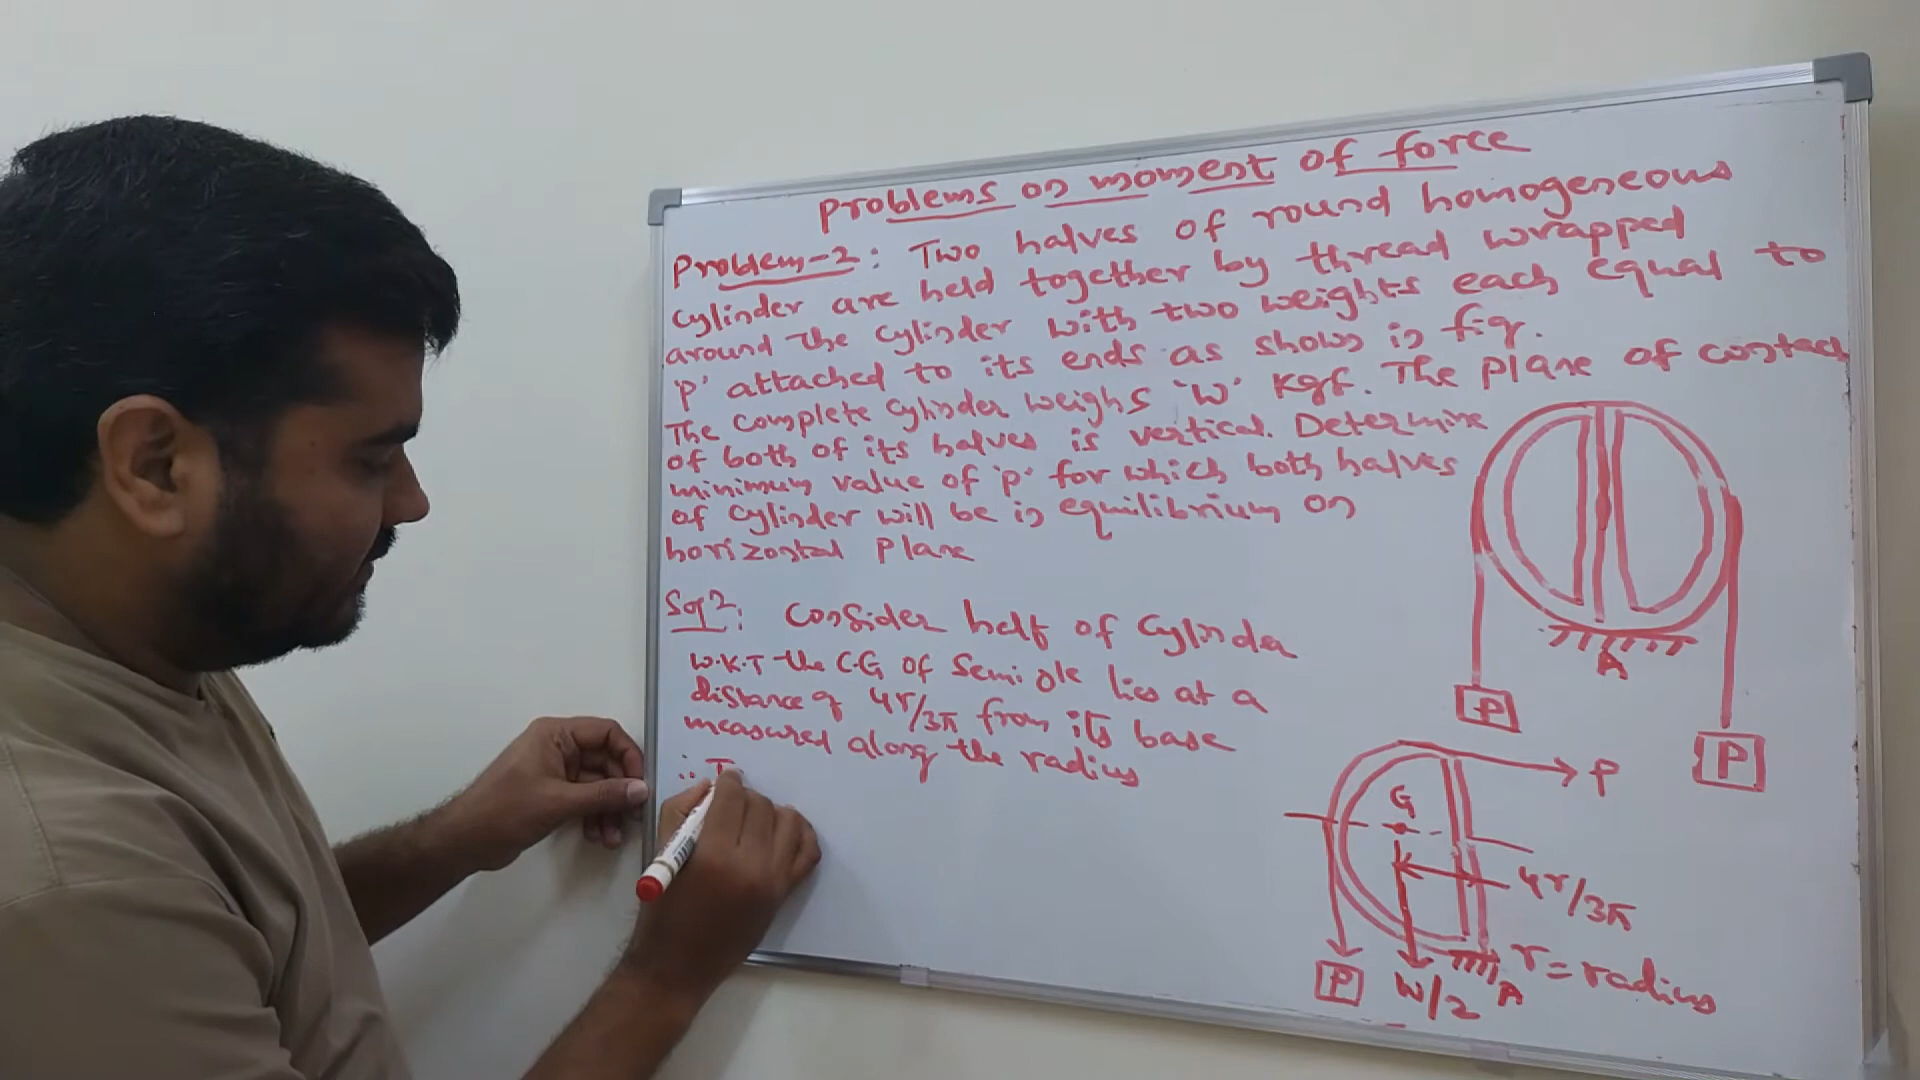 Problems on moment of force
Problem-2: Two halves of round homogeneous
cylinder are held together by thread wrapped
around the cylinder with two weights each equal to
'P' attached to its ends as shown in fig.
The complete cylinder weighs 'W' Kgf. The plane of contact
of both of its halves is vertical. Determine
minimum value of 'P' for which both halves
of cylinder will be in equilibrium on
horizontal plane
A
P
P
Sol2: Consider half of Cylinder
W.K.T the C.G of Semi cle lies at a
distance of 4r/3π from its base
measured along the radius
∴ T
P
G
4r/3π
r = radius
P
W/2
A